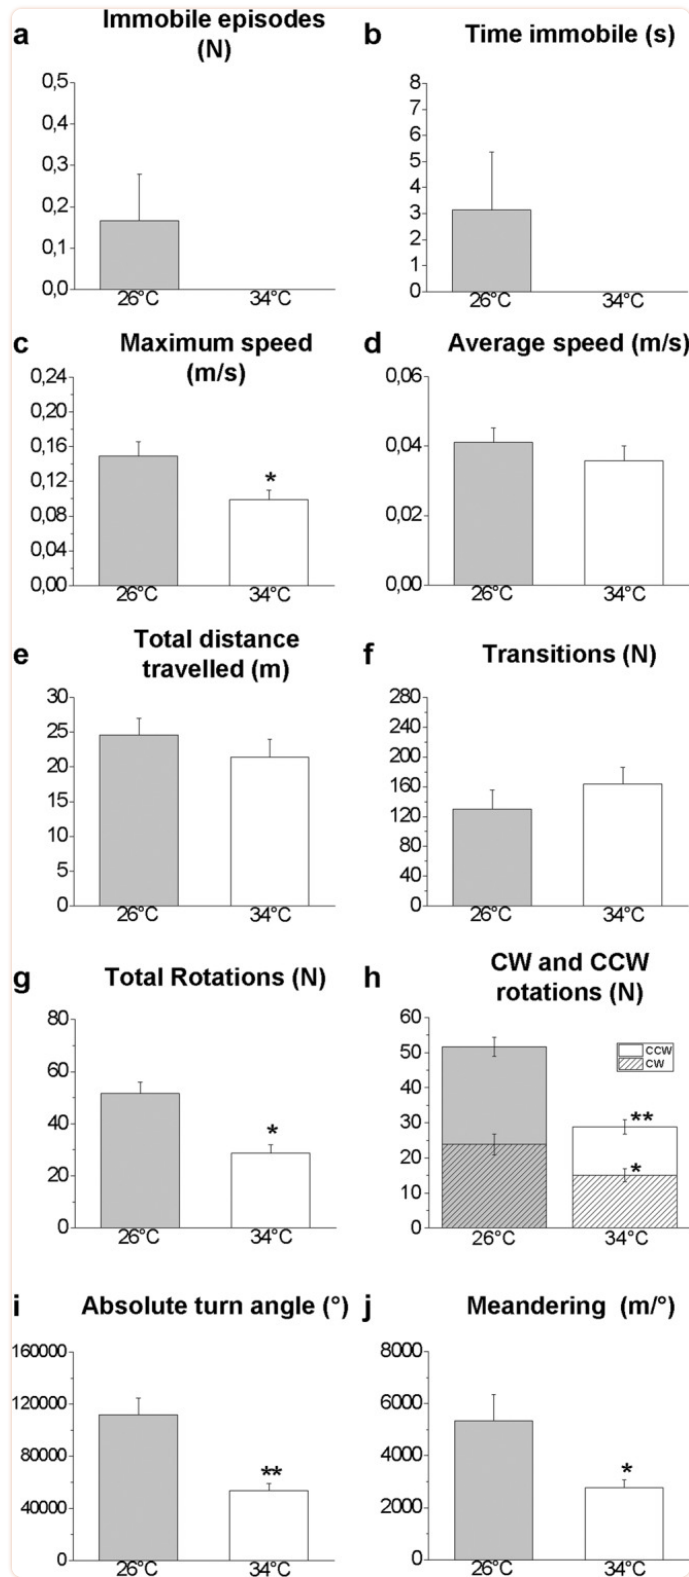 a
Immobile episodes
(N)
0,5
0,4
0,3
0,2
0,1
0,0
26°C
34°C
b
Time immobile (s)
8
7
6
5
4
3
2
1
0
26°C
34°C
c
Maximum speed
(m/s)
0,24
0,20
0,16
0,12
0,08
0,04
0,00
*
26°C
34°C
d
Average speed (m/s)
0,06
0,04
0,02
0,00
26°C
34°C
e
Total distance
travelled (m)
30
25
20
15
10
5
0
26°C
34°C
f
Transitions (N)
280
240
200
160
120
80
40
0
26°C
34°C
g
Total Rotations (N)
80
60
40
20
0
*
26°C
34°C
h
CW and CCW
rotations (N)
60
50
40
30
20
10
0
CCW
CW
**
*
26°C
34°C
i
Absolute turn angle (°)
160000
120000
80000
40000
0
**
26°C
34°C
j
Meandering (m/°)
8000
6000
4000
2000
0
*
26°C
34°C